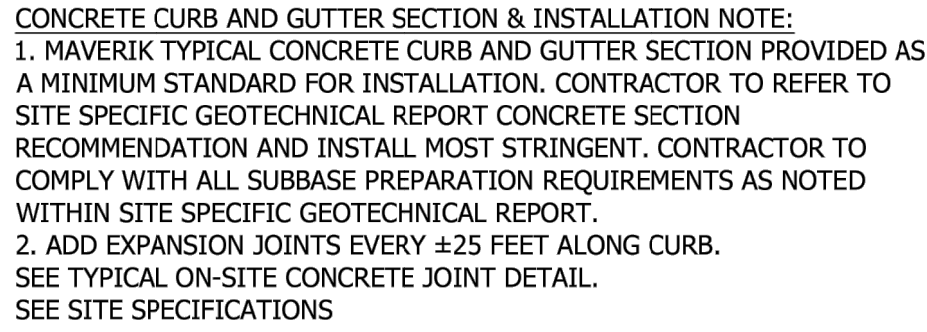 CONCRETE CURB AND GUTTER SECTION & INSTALLATION NOTE:
1. MAVERIK TYPICAL CONCRETE CURB AND GUTTER SECTION PROVIDED AS
A MINIMUM STANDARD FOR INSTALLATION. CONTRACTOR TO REFER TO
SITE SPECIFIC GEOTECHNICAL REPORT CONCRETE SECTION
RECOMMENDATION AND INSTALL MOST STRINGENT. CONTRACTOR TO
COMPLY WITH ALL SUBBASE PREPARATION REQUIREMENTS AS NOTED
WITHIN SITE SPECIFIC GEOTECHNICAL REPORT.
2. ADD EXPANSION JOINTS EVERY ±25 FEET ALONG CURB.
SEE TYPICAL ON-SITE CONCRETE JOINT DETAIL.
SEE SITE SPECIFICATIONS